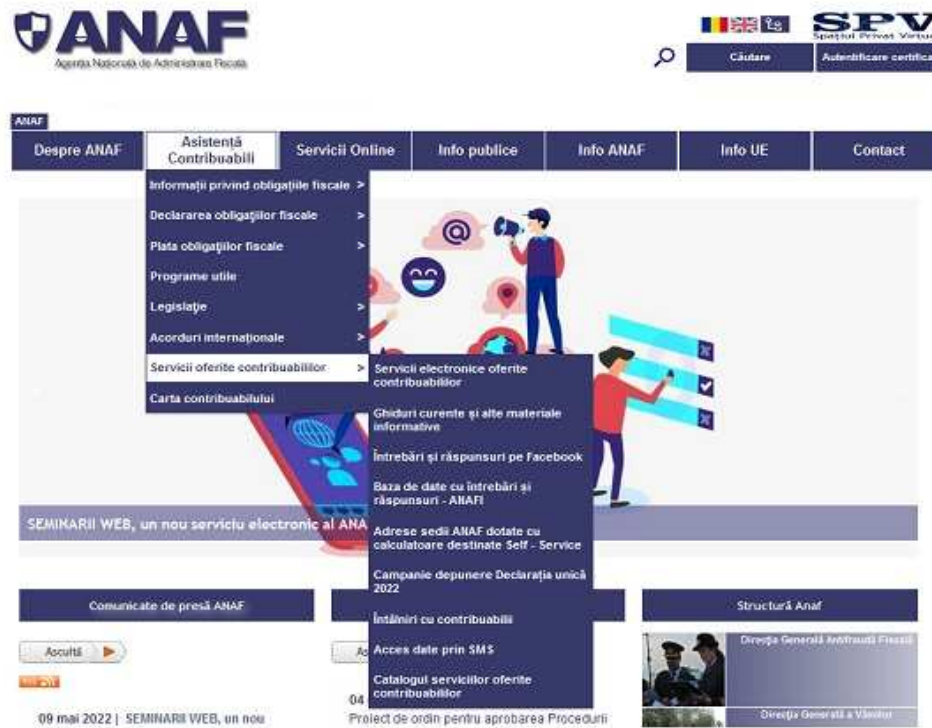 ANAF
Agenția Națională de Administrare Fiscală
SPV
Spațiul Privat Virtu
Căutare
Autentificare certifica
ANAF
Despre ANAF
Asistență
Contribuabili
Servicii Online
Info publice
Info ANAF
Info UE
Contact
Informații privind obligațiile fiscale >
Declararea obligaţiilor fiscale >
Plata obligaţiilor fiscale >
Programe utile
Legislaţie >
Acorduri internaționale >
Servicii oferite contribuabililor >
Carta contribuabilului
Servicii electronice oferite
contribuabililor
Ghiduri curente și alte materiale
informative
Întrebări și răspunsuri pe Facebook
Baza de date cu întrebări și
răspunsuri - ANAFI
Adrese sedii ANAF dotate cu
calculatoare destinate Self - Service
Campanie depunere Declarația unică
2022
Întâlniri cu contribuabilii
Acces date prin SMS
Catalogul serviciilor oferite
contribuabililor
SEMINARII WEB, un nou serviciu electronic al ANA
Comunicate de presă ANAF
Structură Anaf
Ascultă
As
Direcţia Generală Antifraudă Fiscală
Direcţia Generală a Vămilor
04
09 mai 2022 | SEMINARII WEB, un nou
Proiect de ordin pentru aprobarea Procedurii